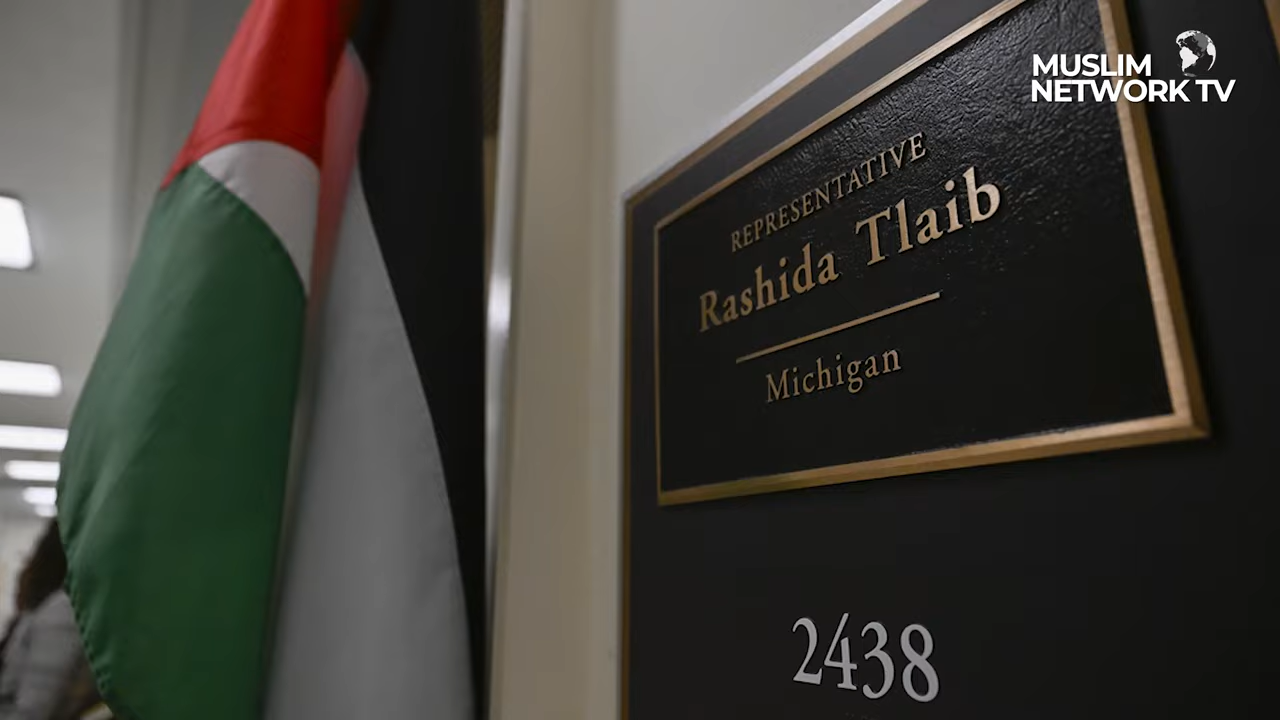 MUSLIM
NETWORK TV
REPRESENTATIVE
Rashida Tlaib
Michigan
2438